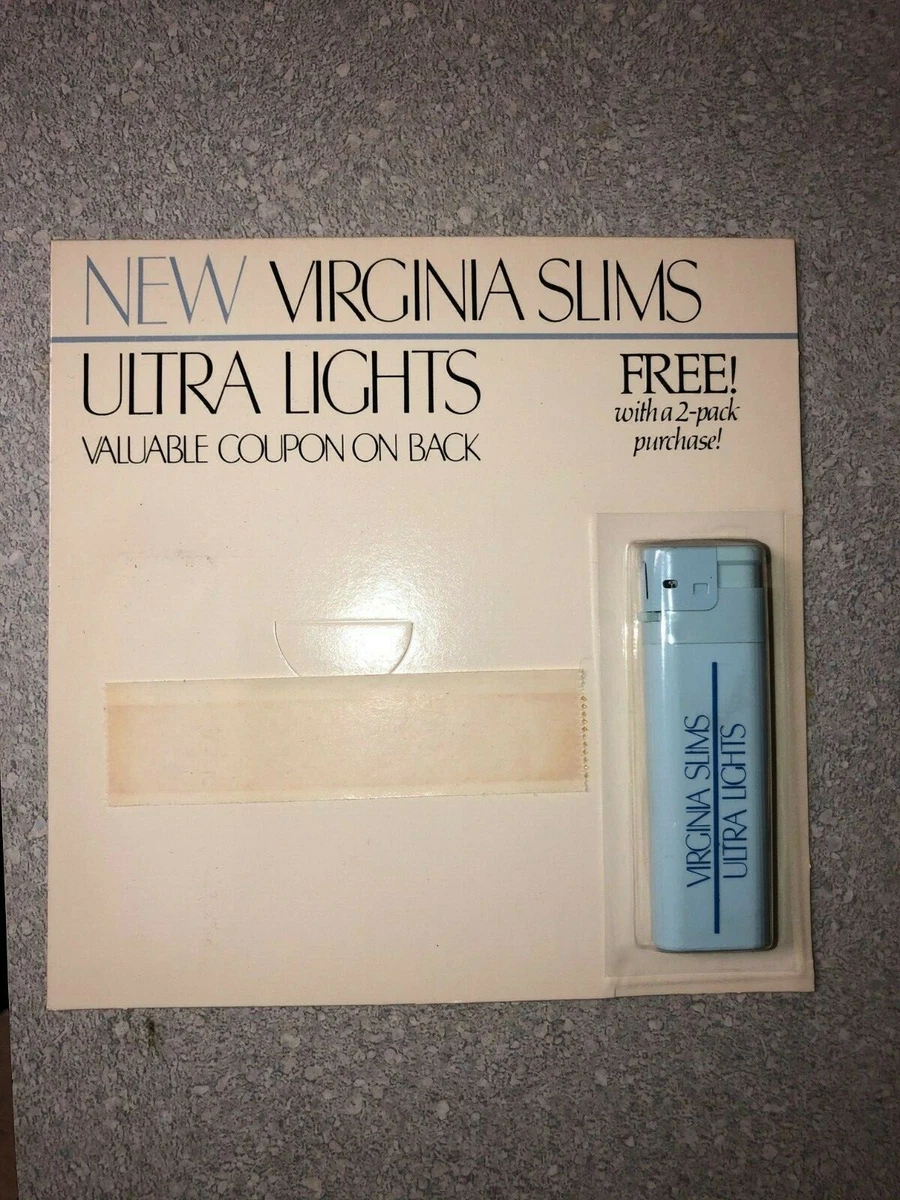 NEW VIRGINIA SLIMS
ULTRA LIGHTS
VALUABLE COUPON ON BACK
FREE!
with a 2-pack
purchase!
VIRGINIA SLIMS
ULTRA LIGHTS